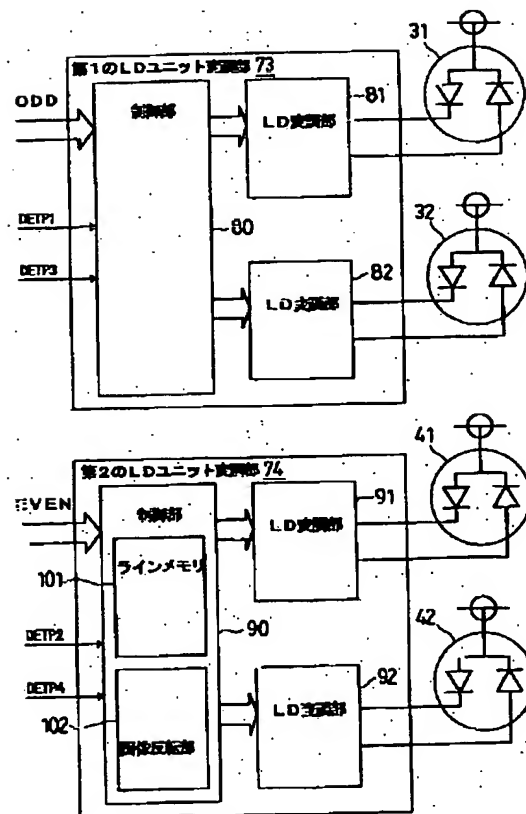 31
第1のLDユニット変調部 73
ODD
制御部
81
LD変調部
32
DETP1
80
82
DETP3
LD変調部
41
第2のLDユニット変調部 74
EVEN
制御部
91
LD変調部
101
ラインメモリ
42
DETP2
90
92
DETP4
LD変調部
102
画像反転部